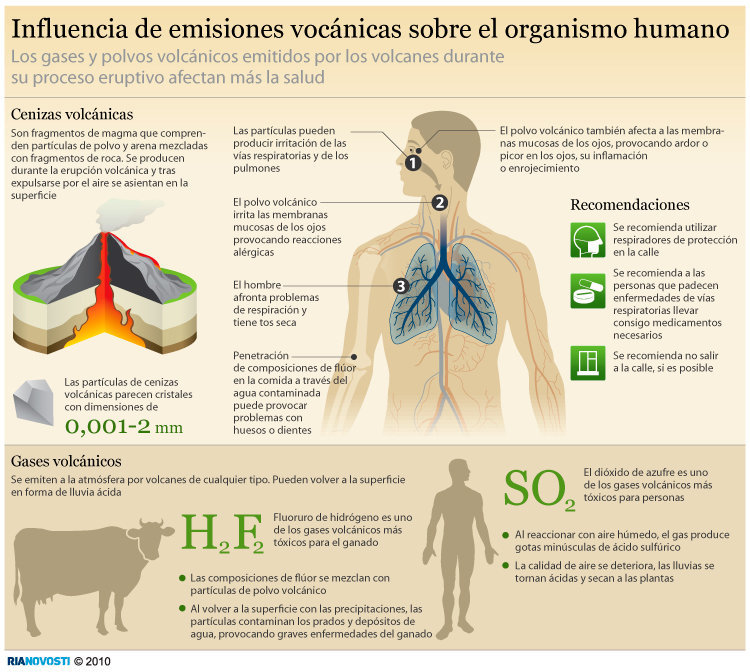 Influencia de emisiones vocánicas sobre el organismo humano
Los gases y polvos volcánicos emitidos por los volcanes durante
su proceso eruptivo afectan más la salud
Cenizas volcánicas
Son fragmentos de magma que compren-
den partículas de polvo y arena mezcladas
con fragmentos de roca. Se producen
durante la erupción volcánica y tras
expulsarse por el aire se asientan en la
superficie
Las partículas de cenizas
volcánicas parecen cristales
con dimensiones de
0,001-2 mm
Las partículas pueden
producir irritación de las
vías respiratorias y de los
pulmones
El polvo volcánico
irrita las membranas
mucosas de los ojos
provocando reacciones
alérgicas
El hombre
afronta problemas
de respiración y
tiene tos seca
Penetración
de composiciones de flúor
en la comida a través del
agua contaminada
puede provocar
problemas con
huesos o dientes
1
2
3
El polvo volcánico también afecta a las membra-
nas mucosas de los ojos, provocando ardor o
picor en los ojos, su inflamación
o enrojecimiento
Recomendaciones
Se recomienda utilizar
respiradores de protección
en la calle
Se recomienda a las
personas que padecen
enfermedades de vías
respiratorias llevar
consigo medicamentos
necesarios
Se recomienda no salir
a la calle, si es posible
Gases volcánicos
Se emiten a la atmósfera por volcanes de cualquier tipo. Pueden volver a la superficie
en forma de lluvia ácida
H2F2
Fluoruro de hidrógeno es uno
de los gases volcánicos más
tóxicos para el ganado
• Las composiciones de flúor se mezclan con
partículas de polvo volcánico
• Al volver a la superficie con las precipitaciones, las
partículas contaminan los prados y depósitos de
agua, provocando graves enfermedades del ganado
SO2
El dióxido de azufre es uno
de los gases volcánicos más
tóxicos para personas
• Al reaccionar con aire húmedo, el gas produce
gotas minúsculas de ácido sulfúrico
• La calidad de aire se deteriora, las lluvias se
tornan ácidas y secan a las plantas
RIANOVOSTI © 2010